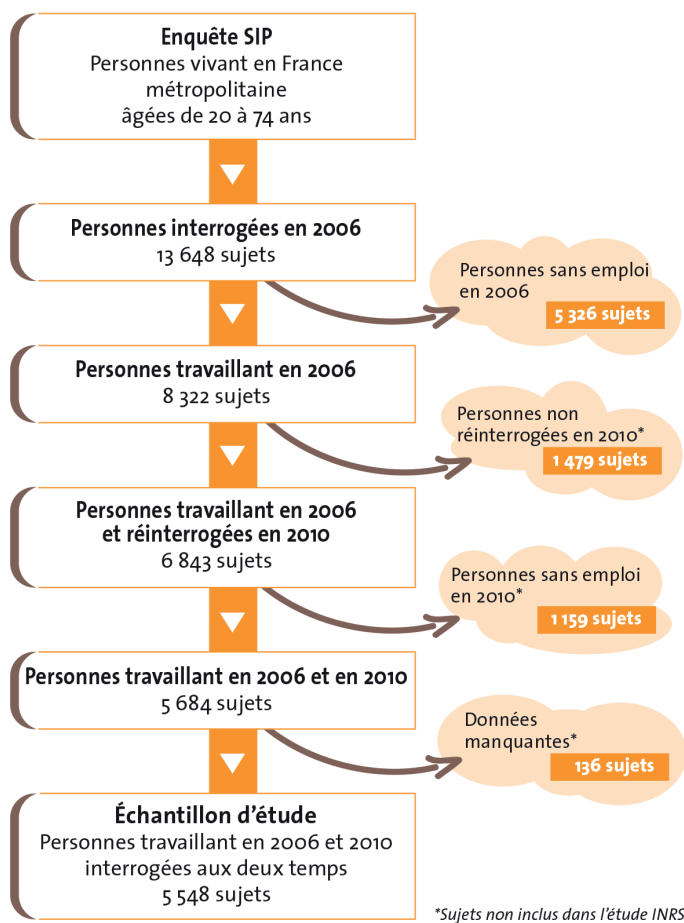 Enquête SIP
Personnes vivant en France
métropolitaine
âgées de 20 à 74 ans
Personnes interrogées en 2006
13 648 sujets
Personnes sans emploi
en 2006
5 326 sujets
Personnes travaillant en 2006
8 322 sujets
Personnes non
réinterrogées en 2010*
1 479 sujets
Personnes travaillant en 2006
et réinterrogées en 2010
6 843 sujets
Personnes sans emploi
en 2010*
1 159 sujets
Personnes travaillant en 2006 et en 2010
5 684 sujets
Données
manquantes*
136 sujets
Échantillon d’étude
Personnes travaillant en 2006 et 2010
interrogées aux deux temps
5 548 sujets
*Sujets non inclus dans l’étude INRS